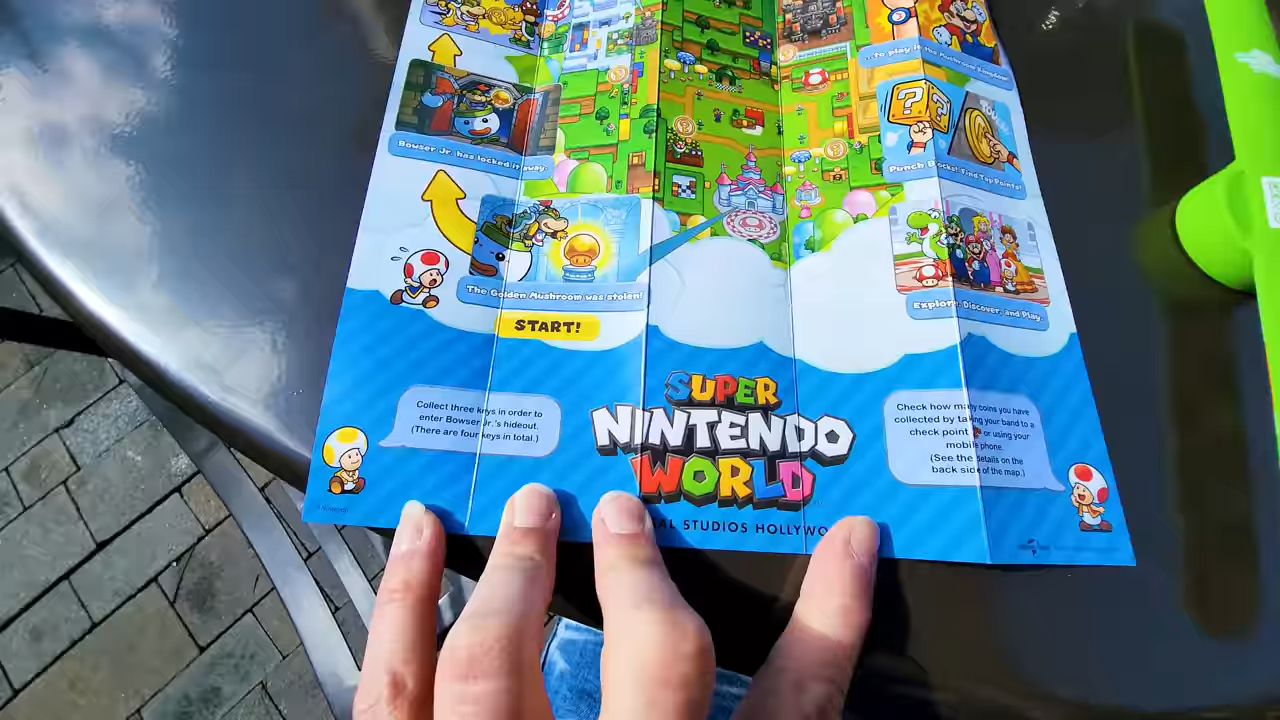 ...to play in the Mushroom Kingdom!
Bowser Jr. has locked it away.
Punch Blocks! Find Tap Points!
The Golden Mushroom was stolen!
START!
Explore, Discover, and Play.
SUPER
NINTENDO
WORLD
AL STUDIOS HOLLYWO
Collect three keys in order to
enter Bowser Jr.'s hideout.
(There are four keys in total.)
Check how many coins you have
collected by taking your band to a
check point or using your
mobile phone.
(See the details on the
back side of the map.)
Nintendo